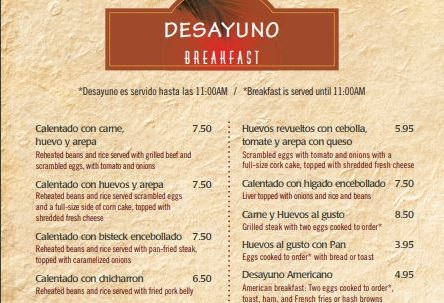 DESAYUNO
BREAKFAST
*Desayuno es servido hasta las 11:00AM / *Breakfast is served until 11:00AM
Calentado con carne, 7.50
huevo y arepa
Reheated beans and rice served with grilled beef and
scrambled eggs, with tomato and onions
Calentado con huevos y arepa 7.50
Reheated beans and rice served scrambled eggs
and a full-size side of corn cake, topped with
shredded fresh cheese
Calentado con bisteck encebollado 7.50
Reheated beans and rice served with pan-fried steak,
topped with caramelized onions
Calentado con chicharron 6.50
Reheated beans and rice served with fried pork belly
Huevos revueltos con cebolla, 5.95
tomate y arepa con queso
Scrambled eggs with tomato and onions with a
full-size cork cake, topped with shredded fresh cheese
Calentado con higado encebollado 7.50
Liver topped with onions and rice and beans
Carne y Huevos al gusto 8.50
Grilled steak with two eggs cooked to order*
Huevos al gusto con Pan 3.95
Eggs cooked to order* with bread or toast
Desayuno Americano 4.95
American breakfast: Two eggs cooked to order*,
toast, ham, and French fries or hash brown